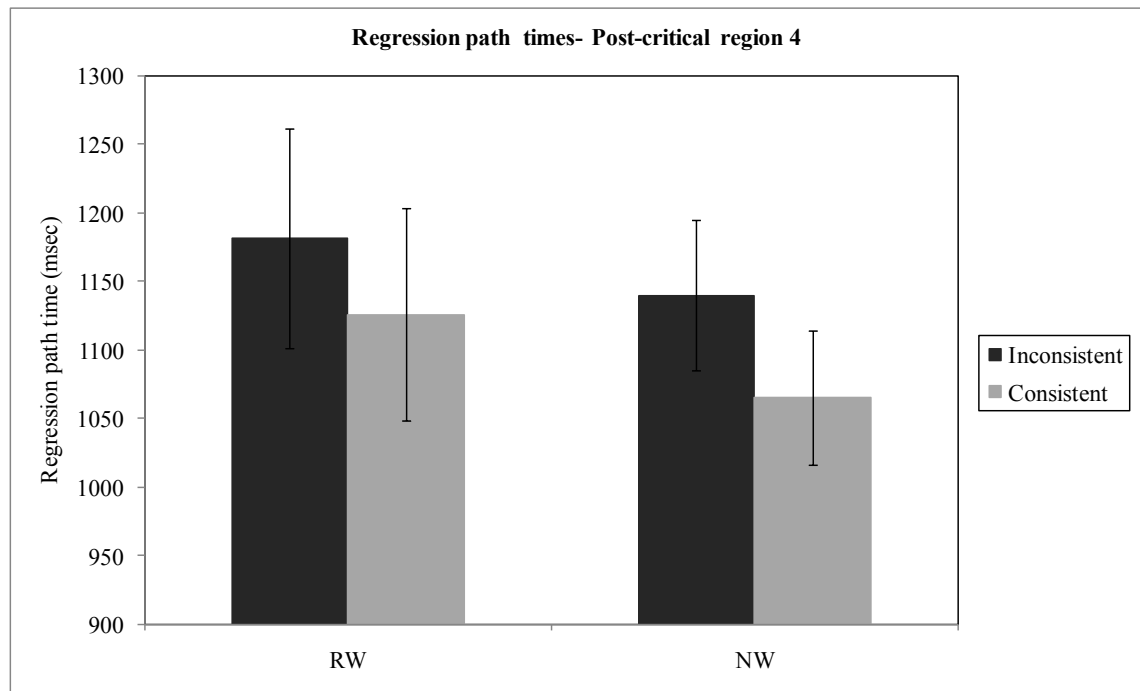 Regression path times- Post-critical region 4
Regression path time (msec)
1300
1250
1200
1150
1100
1050
1000
950
900
RW
NW
Inconsistent
Consistent